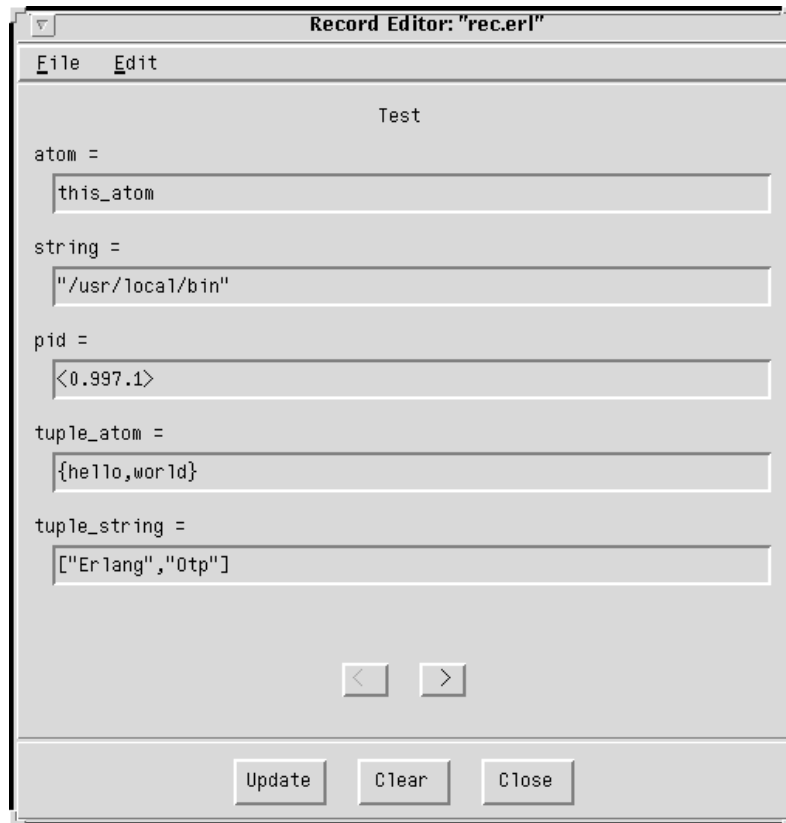 Record Editor: "rec.erl"
File Edit
Test
atom =
this_atom
string =
"/usr/local/bin"
pid =
<0.997.1>
tuple_atom =
{hello,world}
tuple_string =
["Erlang","Otp"]
< >
Update Clear Close